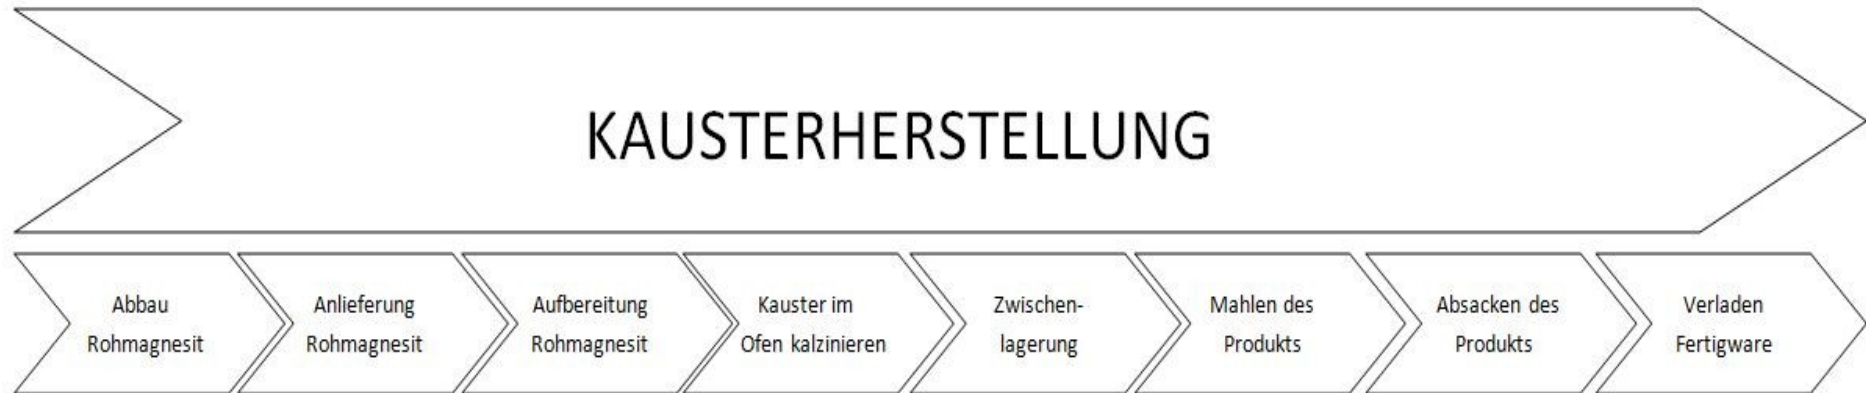 KAUSTERHERSTELLUNG
Abbau
Rohmagnesit
Anlieferung
Rohmagnesit
Aufbereitung
Rohmagnesit
Kauster im
Ofen kalzinieren
Zwischen-
lagerung
Mahlen des
Produkts
Absacken des
Produkts
Verladen
Fertigware